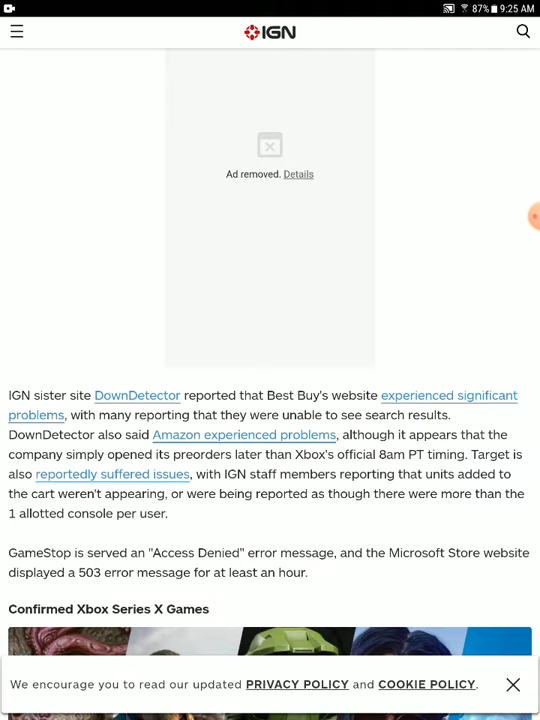 87% 9:25 AM
IGN
Ad removed. Details
IGN sister site DownDetector reported that Best Buy's website experienced significant
problems, with many reporting that they were unable to see search results.
DownDetector also said Amazon experienced problems, although it appears that the
company simply opened its preorders later than Xbox's official 8am PT timing. Target is
also reportedly suffered issues, with IGN staff members reporting that units added to
the cart weren't appearing, or were being reported as though there were more than the
1 allotted console per user.
GameStop is served an "Access Denied" error message, and the Microsoft Store website
displayed a 503 error message for at least an hour.
Confirmed Xbox Series X Games
We encourage you to read our updated PRIVACY POLICY and COOKIE POLICY.